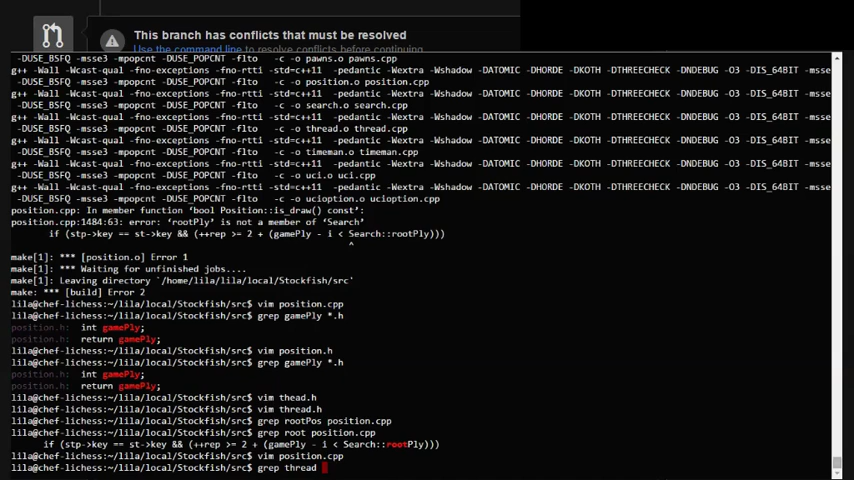 This branch has conflicts that must be resolved
Use the command line to resolve conflicts before continuing.
-DUSE_BSFQ -msse3 -mpopcnt -DUSE_POPCNT -flto   -c -o pawns.o pawns.cpp
g++ -Wall -Wcast-qual -fno-exceptions -fno-rtti -std=c++11  -pedantic -Wextra -Wshadow -DATOMIC -DHORDE -DKOTH -DTHREECHECK -DNDEBUG -O3 -DIS_64BIT -msse
-DUSE_BSFQ -msse3 -mpopcnt -DUSE_POPCNT -flto   -c -o position.o position.cpp
g++ -Wall -Wcast-qual -fno-exceptions -fno-rtti -std=c++11  -pedantic -Wextra -Wshadow -DATOMIC -DHORDE -DKOTH -DTHREECHECK -DNDEBUG -O3 -DIS_64BIT -msse
-DUSE_BSFQ -msse3 -mpopcnt -DUSE_POPCNT -flto   -c -o search.o search.cpp
g++ -Wall -Wcast-qual -fno-exceptions -fno-rtti -std=c++11  -pedantic -Wextra -Wshadow -DATOMIC -DHORDE -DKOTH -DTHREECHECK -DNDEBUG -O3 -DIS_64BIT -msse
-DUSE_BSFQ -msse3 -mpopcnt -DUSE_POPCNT -flto   -c -o thread.o thread.cpp
g++ -Wall -Wcast-qual -fno-exceptions -fno-rtti -std=c++11  -pedantic -Wextra -Wshadow -DATOMIC -DHORDE -DKOTH -DTHREECHECK -DNDEBUG -O3 -DIS_64BIT -msse
-DUSE_BSFQ -msse3 -mpopcnt -DUSE_POPCNT -flto   -c -o timeman.o timeman.cpp
g++ -Wall -Wcast-qual -fno-exceptions -fno-rtti -std=c++11  -pedantic -Wextra -Wshadow -DATOMIC -DHORDE -DKOTH -DTHREECHECK -DNDEBUG -O3 -DIS_64BIT -msse
-DUSE_BSFQ -msse3 -mpopcnt -DUSE_POPCNT -flto   -c -o uci.o uci.cpp
g++ -Wall -Wcast-qual -fno-exceptions -fno-rtti -std=c++11  -pedantic -Wextra -Wshadow -DATOMIC -DHORDE -DKOTH -DTHREECHECK -DNDEBUG -O3 -DIS_64BIT -msse
-DUSE_BSFQ -msse3 -mpopcnt -DUSE_POPCNT -flto   -c -o ucioption.o ucioption.cpp
position.cpp: In member function ‘bool Position::is_draw() const’:
position.cpp:1484:63: error: ‘rootPly’ is not a member of ‘Search’
if (stp->key == st->key && (++rep >= 2 + (gamePly - i < Search::rootPly)))
^
make[1]: *** [position.o] Error 1
make[1]: *** Waiting for unfinished jobs....
make[1]: Leaving directory `/home/lila/lila/local/Stockfish/src'
make: *** [build] Error 2
lila@chef-lichess:~/lila/local/Stockfish/src$ vim position.cpp
lila@chef-lichess:~/lila/local/Stockfish/src$ grep gamePly *.h
position.h:  int gamePly;
position.h:  return gamePly;
lila@chef-lichess:~/lila/local/Stockfish/src$ vim position.h
lila@chef-lichess:~/lila/local/Stockfish/src$ grep gamePly *.h
position.h:  int gamePly;
position.h:  return gamePly;
lila@chef-lichess:~/lila/local/Stockfish/src$ vim thead.h
lila@chef-lichess:~/lila/local/Stockfish/src$ vim thread.h
lila@chef-lichess:~/lila/local/Stockfish/src$ grep rootPos position.cpp
lila@chef-lichess:~/lila/local/Stockfish/src$ grep root position.cpp
if (stp->key == st->key && (++rep >= 2 + (gamePly - i < Search::rootPly)))
lila@chef-lichess:~/lila/local/Stockfish/src$ vim position.cpp
lila@chef-lichess:~/lila/local/Stockfish/src$ grep thread